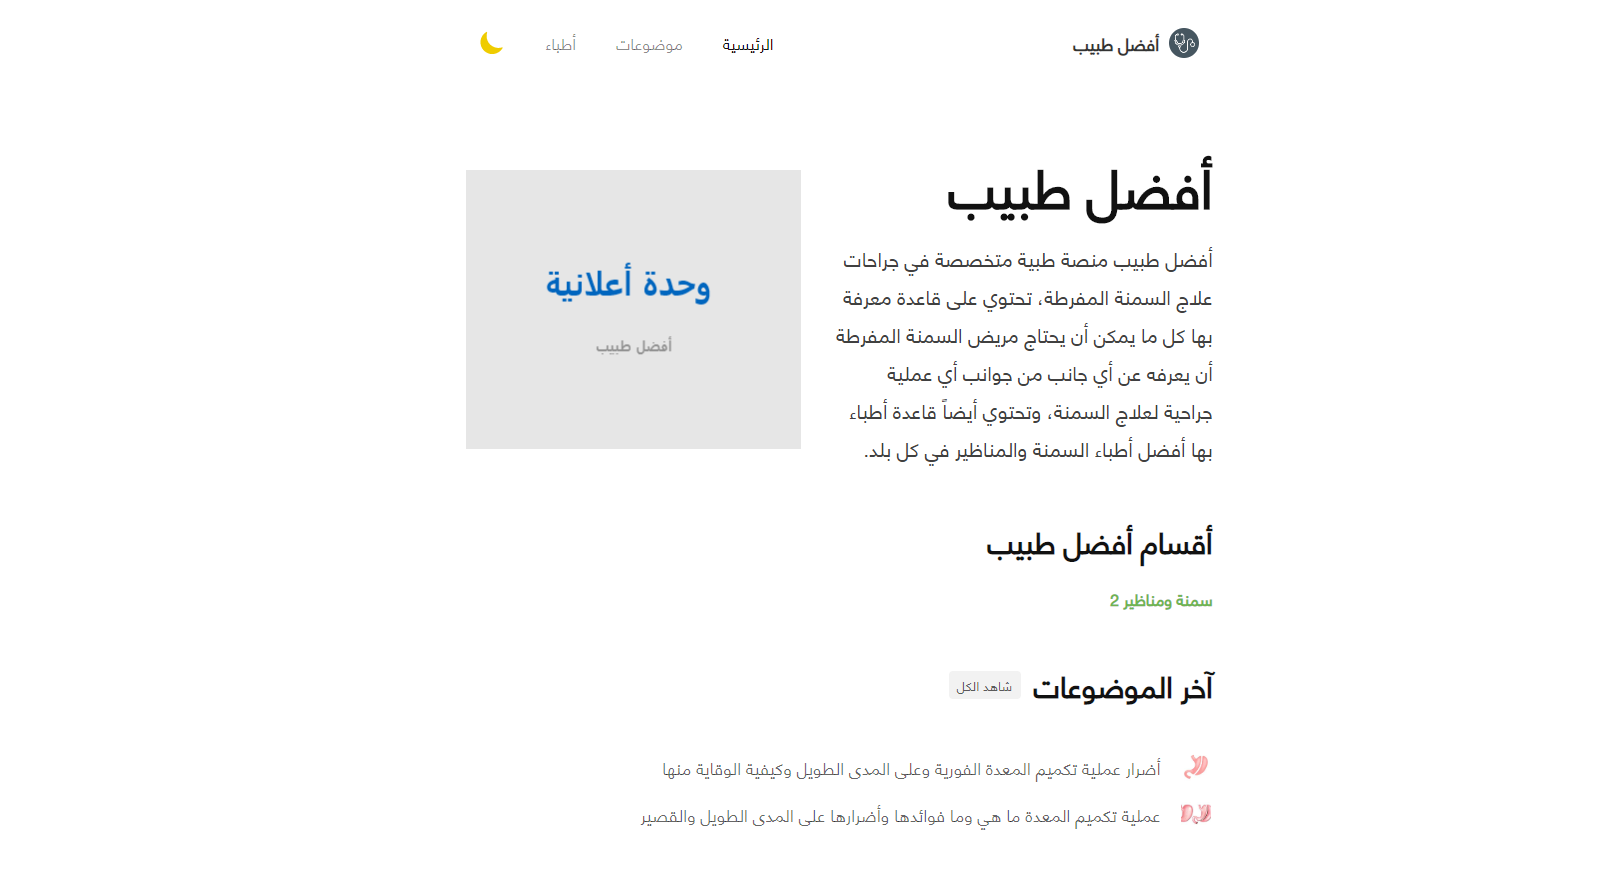 أفضل طبيب
الرئيسية
موضوعات
أطباء
أفضل طبيب
أفضل طبيب منصة طبية متخصصة في جراحات
علاج السمنة المفرطة، تحتوي على قاعدة معرفة
بها كل ما يمكن أن يحتاج مريض السمنة المفرطة
أن يعرفه عن أي جانب من جوانب أي عملية
جراحية لعلاج السمنة، وتحتوي أيضاً قاعدة أطباء
بها أفضل أطباء السمنة والمناظير في كل بلد.
وحدة أعلانية
أفضل طبيب
أقسام أفضل طبيب
سمنة ومناظير 2
آخر الموضوعات
شاهد الكل
أضرار عملية تكميم المعدة الفورية وعلى المدى الطويل وكيفية الوقاية منها
عملية تكميم المعدة ما هي وما فوائدها وأضرارها على المدى الطويل والقصير